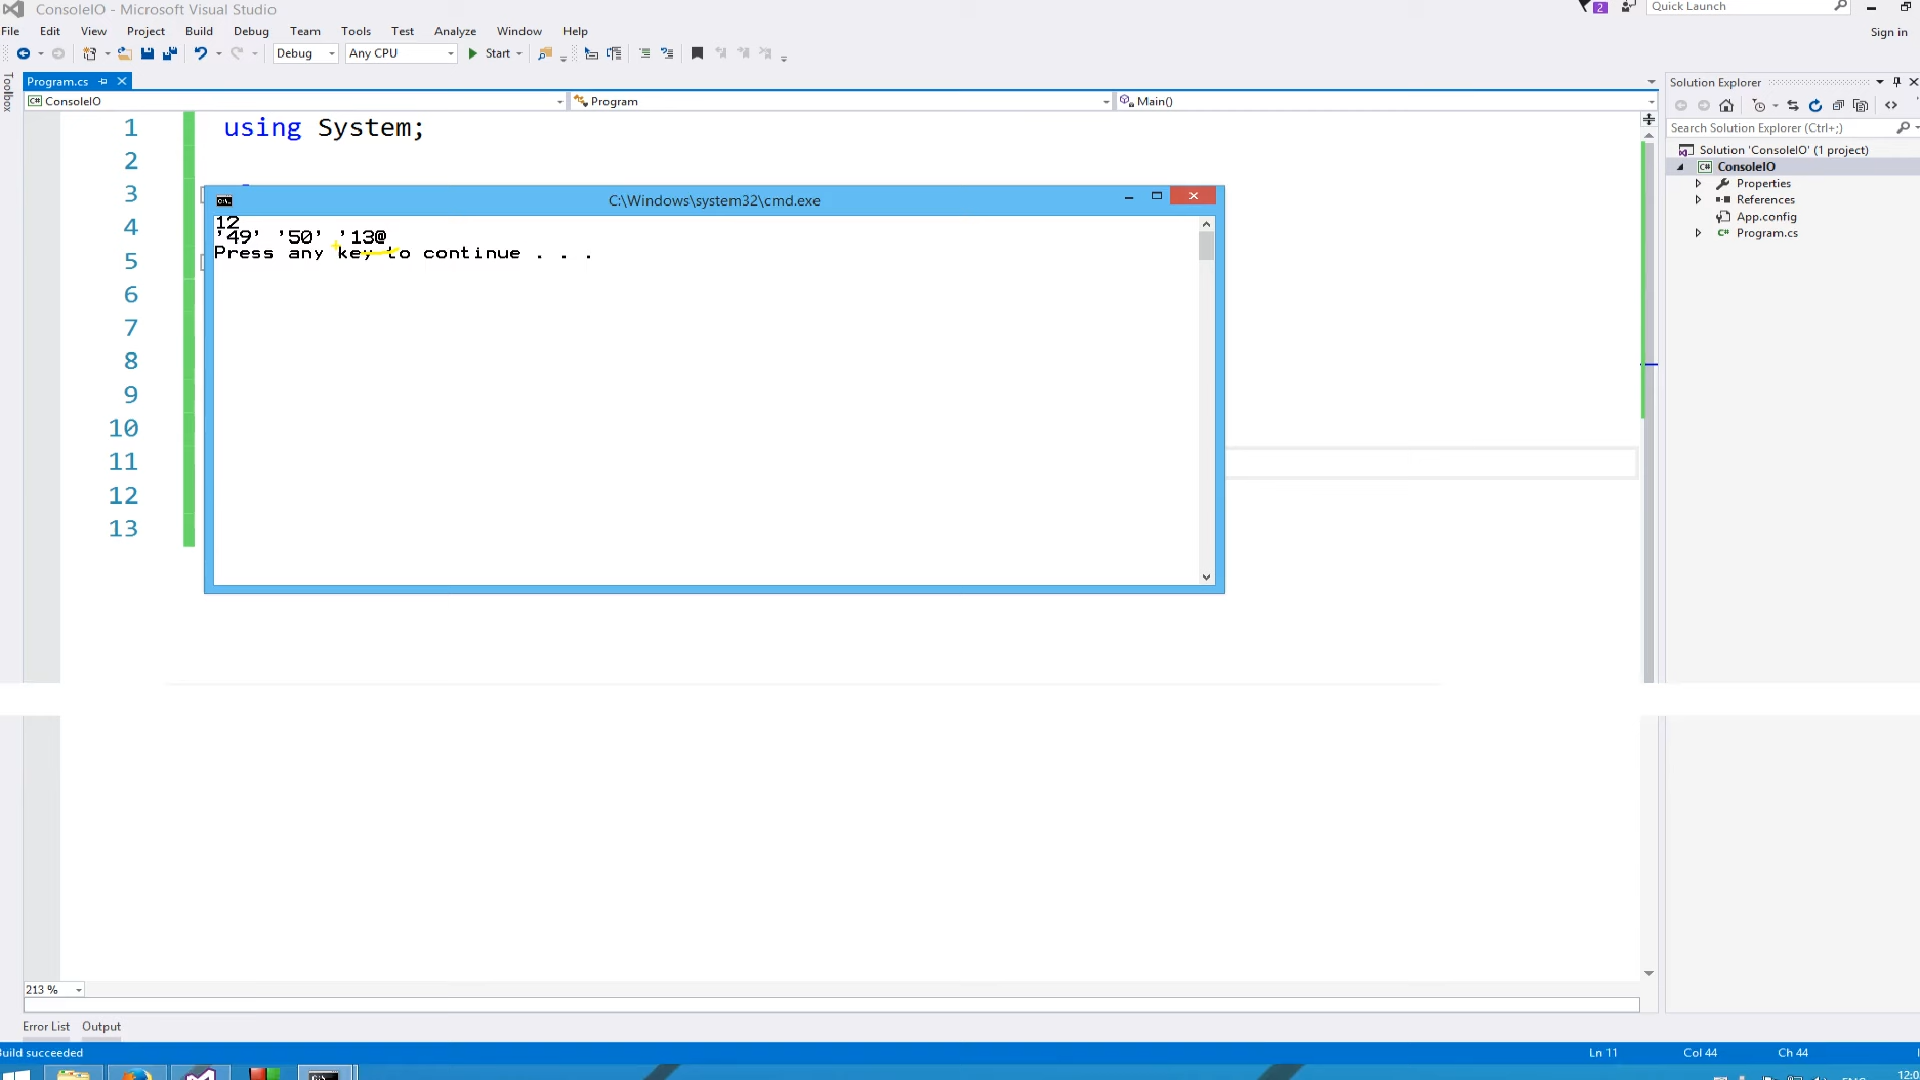 ConsoleIO - Microsoft Visual Studio
2
Quick Launch
File Edit View Project Build Debug Team Tools Test Analyze Window Help
Sign in
Debug Any CPU Start
Toolbox
Program.cs
Solution Explorer
ConsoleIO Program Main()
Search Solution Explorer (Ctrl+;)
Solution 'ConsoleIO' (1 project)
ConsoleIO
Properties
References
App.config
Program.cs
1 using System;
2
3
4
5
6
7
8
9
10
11
12
13
C:\Windows\system32\cmd.exe
12
'49' '50' '13@
Press any key to continue . . .
213 %
Error List Output
Build succeeded
Ln 11 Col 44 Ch 44